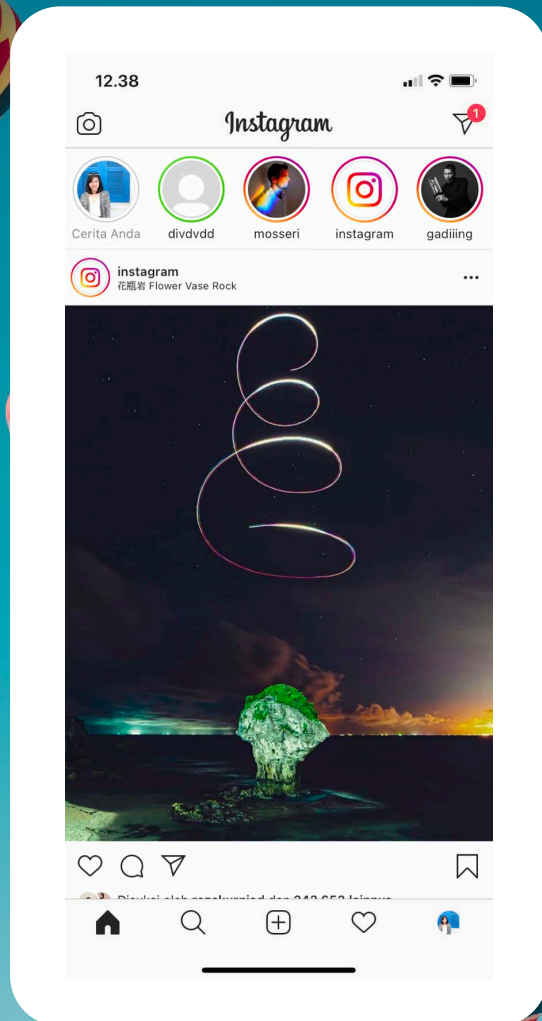 12.38
Instagram
1
Cerita Anda
divdvdd
mosseri
instagram
gadiiing
instagram
花瓶岩 Flower Vase Rock